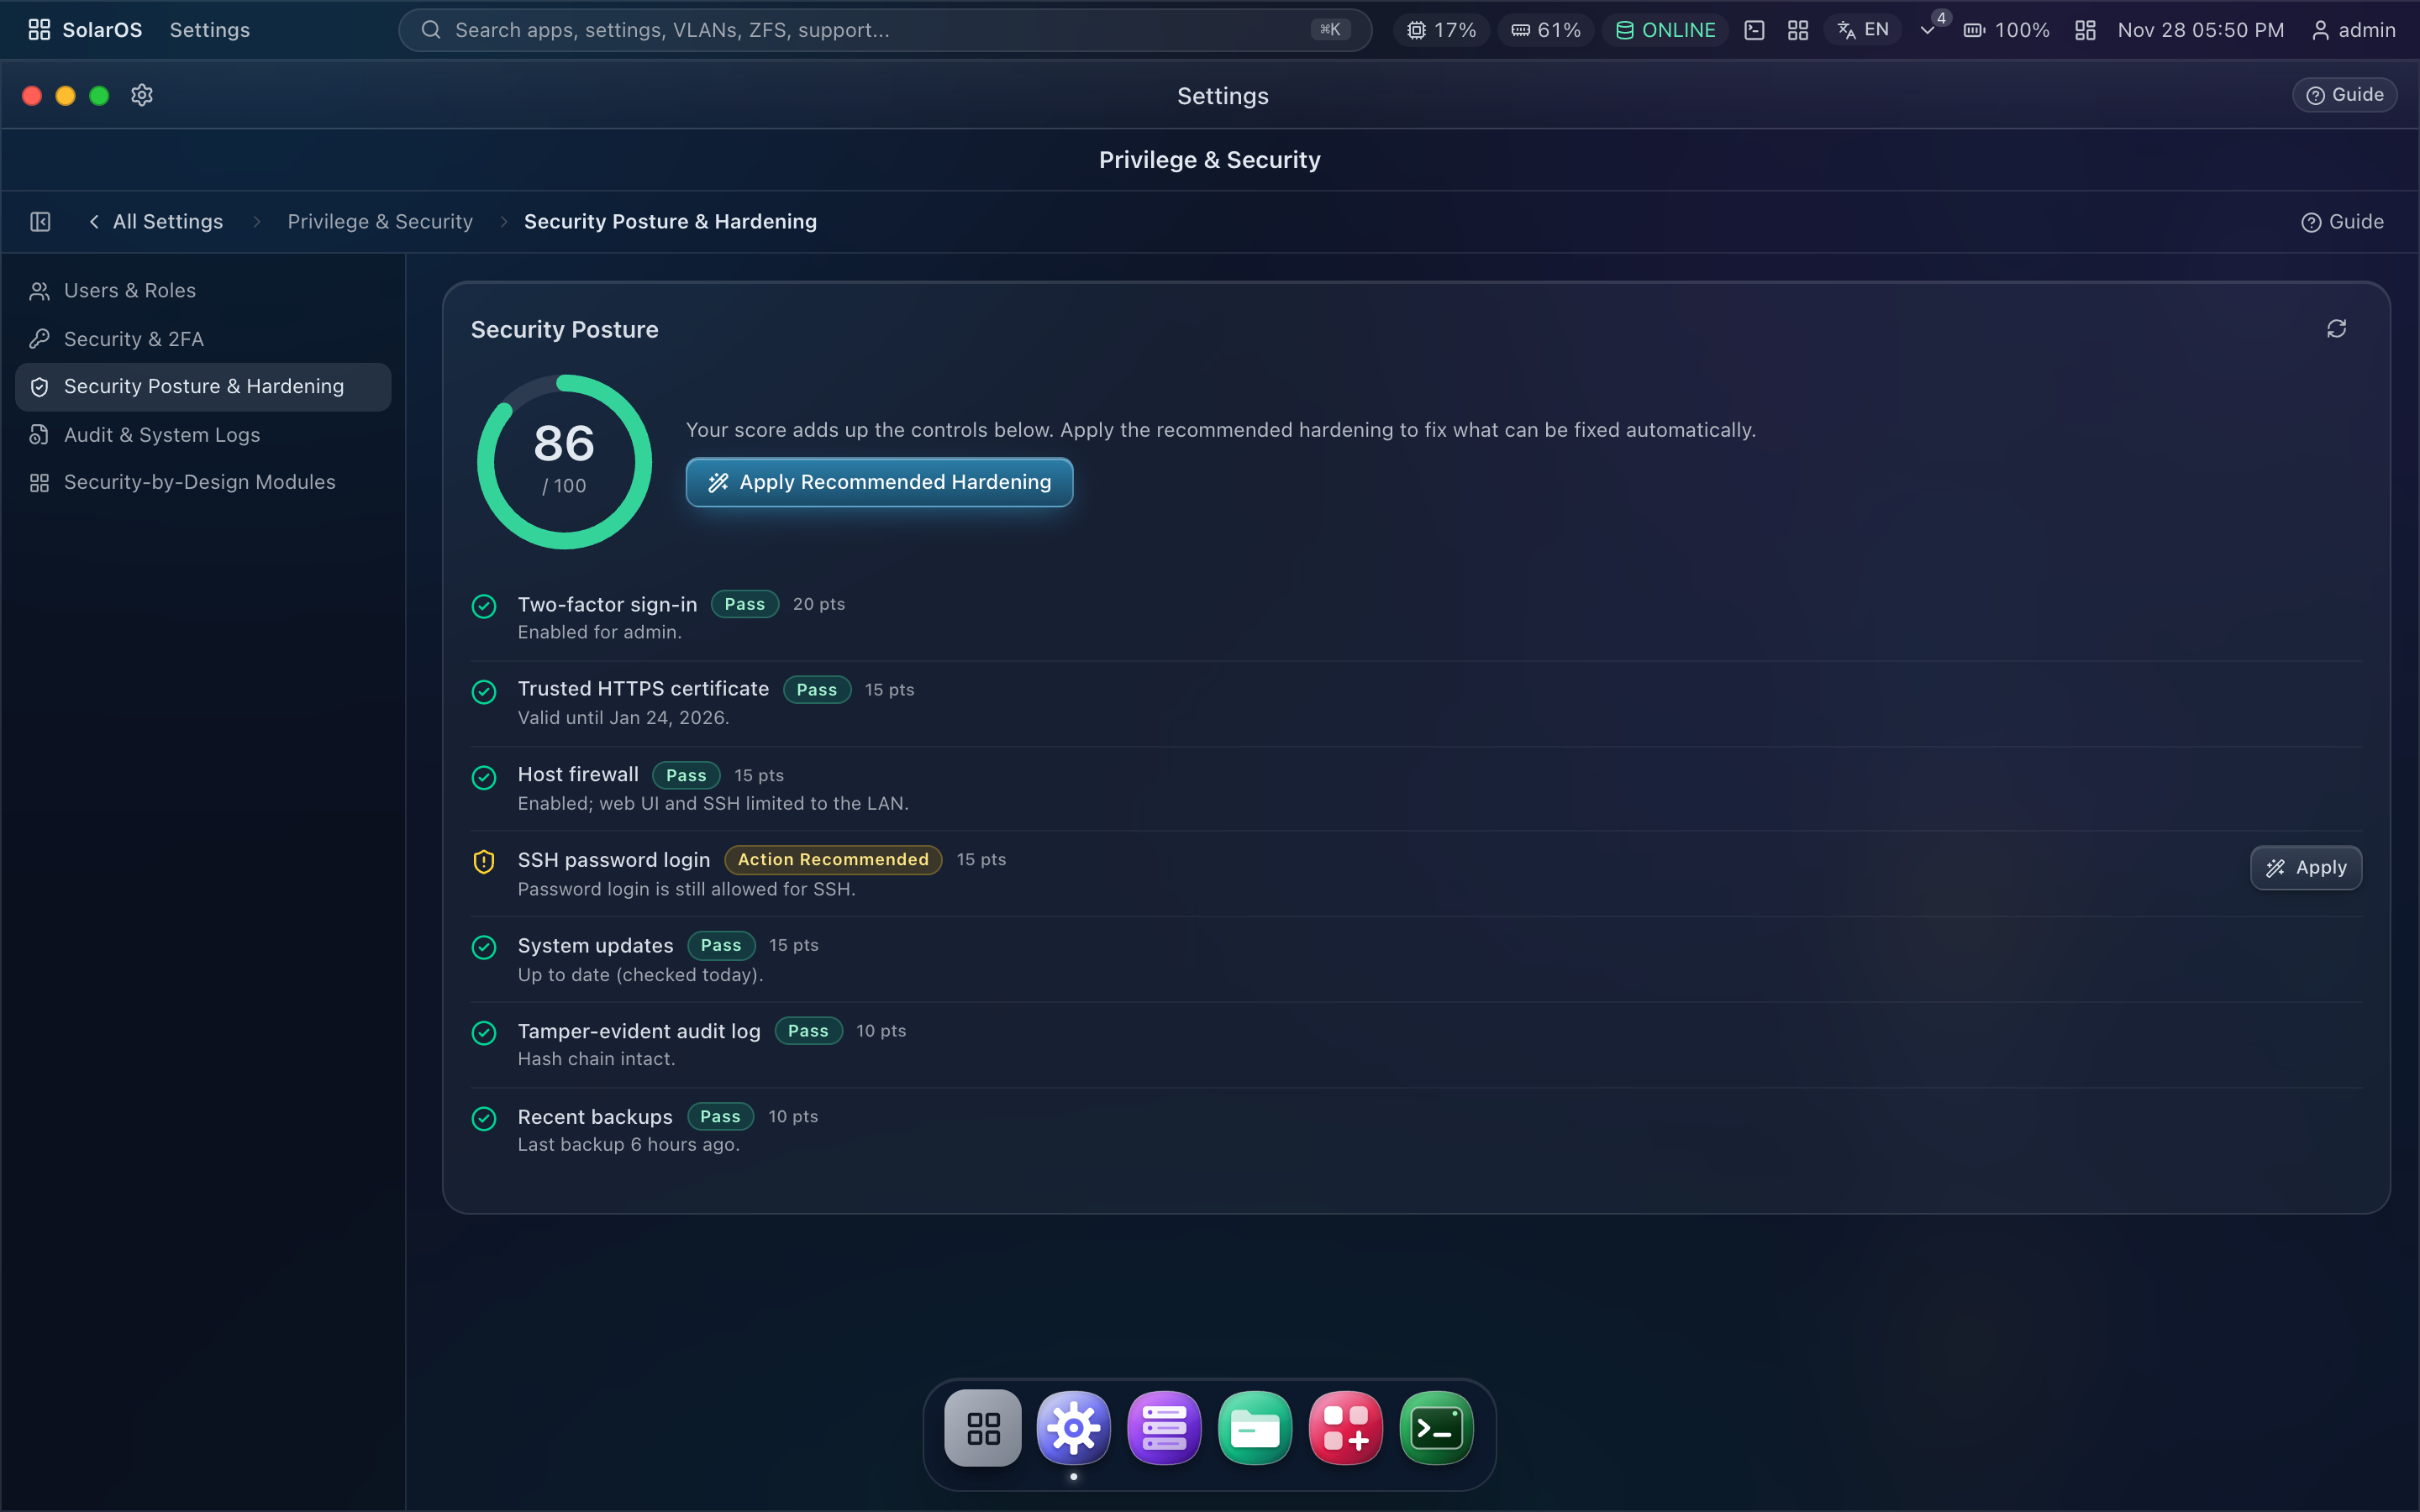 SolarOS Settings Search apps, settings, VLANs, ZFS, support... ⌘K 17% 61% ONLINE EN 4 100% Nov 28 05:50 PM admin
Settings Guide
Privilege & Security
All Settings Privilege & Security Security Posture & Hardening Guide
Users & Roles
Security & 2FA
Security Posture & Hardening
Audit & System Logs
Security-by-Design Modules
Security Posture
86
/ 100
Your score adds up the controls below. Apply the recommended hardening to fix what can be fixed automatically.
Apply Recommended Hardening
Two-factor sign-in Pass 20 pts
Enabled for admin.
Trusted HTTPS certificate Pass 15 pts
Valid until Jan 24, 2026.
Host firewall Pass 15 pts
Enabled; web UI and SSH limited to the LAN.
SSH password login Action Recommended 15 pts Apply
Password login is still allowed for SSH.
System updates Pass 15 pts
Up to date (checked today).
Tamper-evident audit log Pass 10 pts
Hash chain intact.
Recent backups Pass 10 pts
Last backup 6 hours ago.